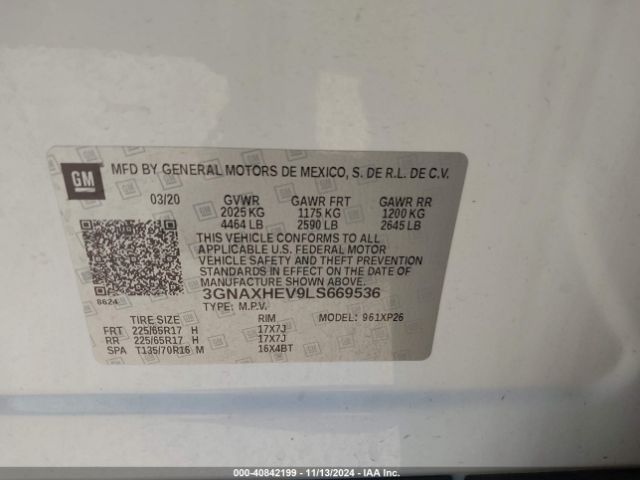 GM
MFD BY GENERAL MOTORS DE MEXICO, S. DE R.L. DE C.V.
03/20 GVWR GAWR FRT GAWR RR
2025 KG 1175 KG 1200 KG
4464 LB 2590 LB 2645 LB
THIS VEHICLE CONFORMS TO ALL
APPLICABLE U.S. FEDERAL MOTOR
VEHICLE SAFETY, BUMPER, AND THEFT
PREVENTION STANDARDS IN EFFECT ON THE DATE OF
MANUFACTURE SHOWN ABOVE.
8624 3GNAXHEV9LS669536
TYPE: M.P.V.
TIRE SIZE RIM MODEL: 961XP26
FRT 225/65R17 H 17X7J
RR 225/65R17 H 17X7J
SPA T135/70R16 M 16X4BT
000-40842199 - 11/13/2024 - iaai.com